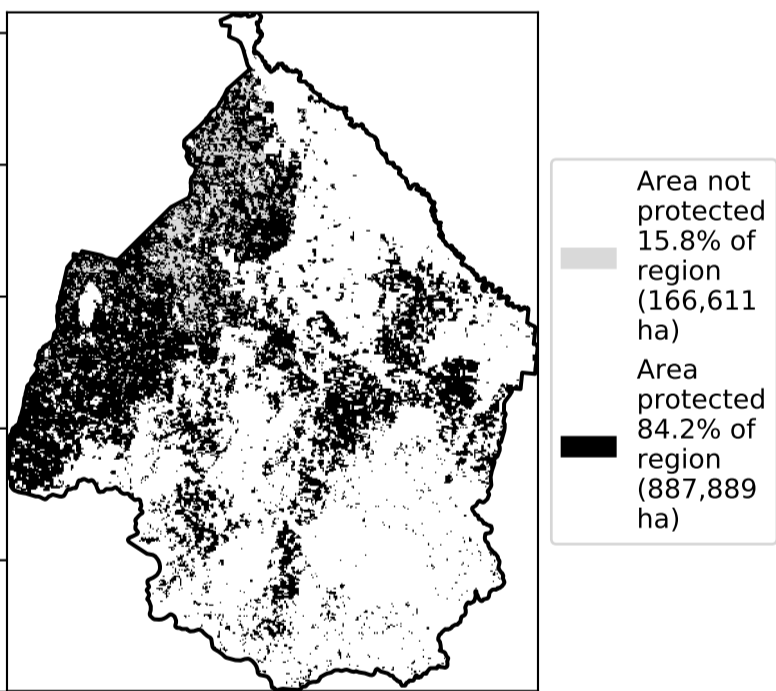 Area not
protected
15.8% of
region
(166,611
ha)
Area
protected
84.2% of
region
(887,889
ha)